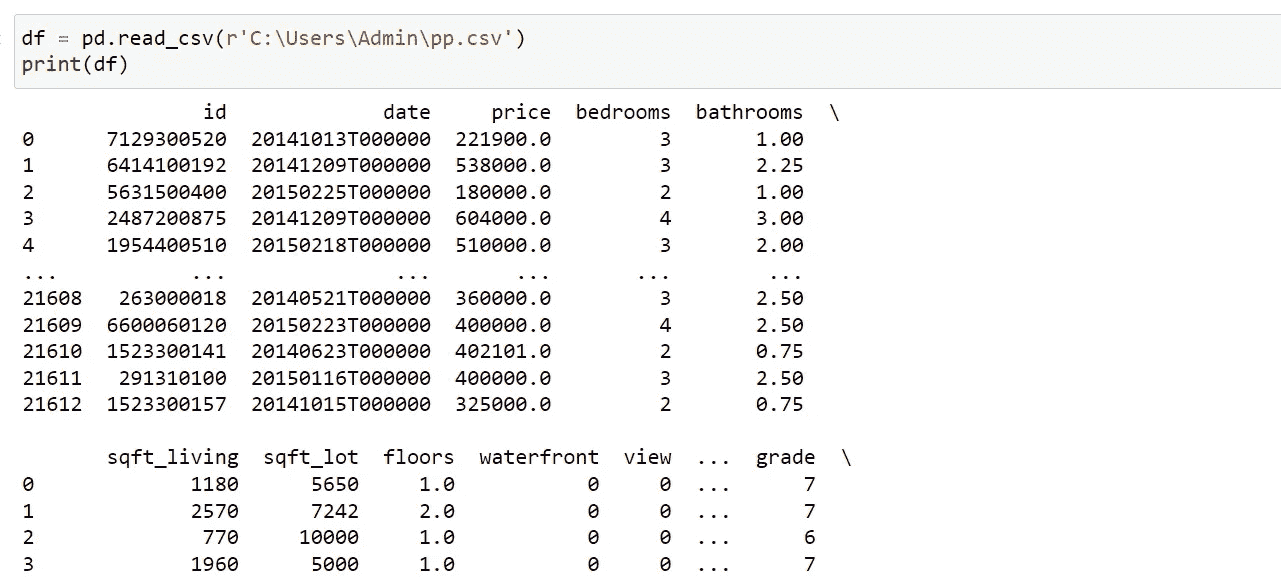 df = pd.read_csv(r'C:\Users\Admin\pp.csv')
print(df)
id date price bedrooms bathrooms \
0 7129300520 20141013T000000 221900.0 3 1.00
1 6414100192 20141209T000000 538000.0 3 2.25
2 5631500400 20150225T000000 180000.0 2 1.00
3 2487200875 20141209T000000 604000.0 4 3.00
4 1954400510 20150218T000000 510000.0 3 2.00
... ... ... ... ... ...
21608 263000018 20140521T000000 360000.0 3 2.50
21609 6600060120 20150223T000000 400000.0 4 2.50
21610 1523300141 20140623T000000 402101.0 2 0.75
21611 291310100 20150116T000000 400000.0 3 2.50
21612 1523300157 20141015T000000 325000.0 2 0.75
sqft_living sqft_lot floors waterfront view ... grade \
0 1180 5650 1.0 0 0 ... 7
1 2570 7242 2.0 0 0 ... 7
2 770 10000 1.0 0 0 ... 6
3 1960 5000 1.0 0 0 ... 7